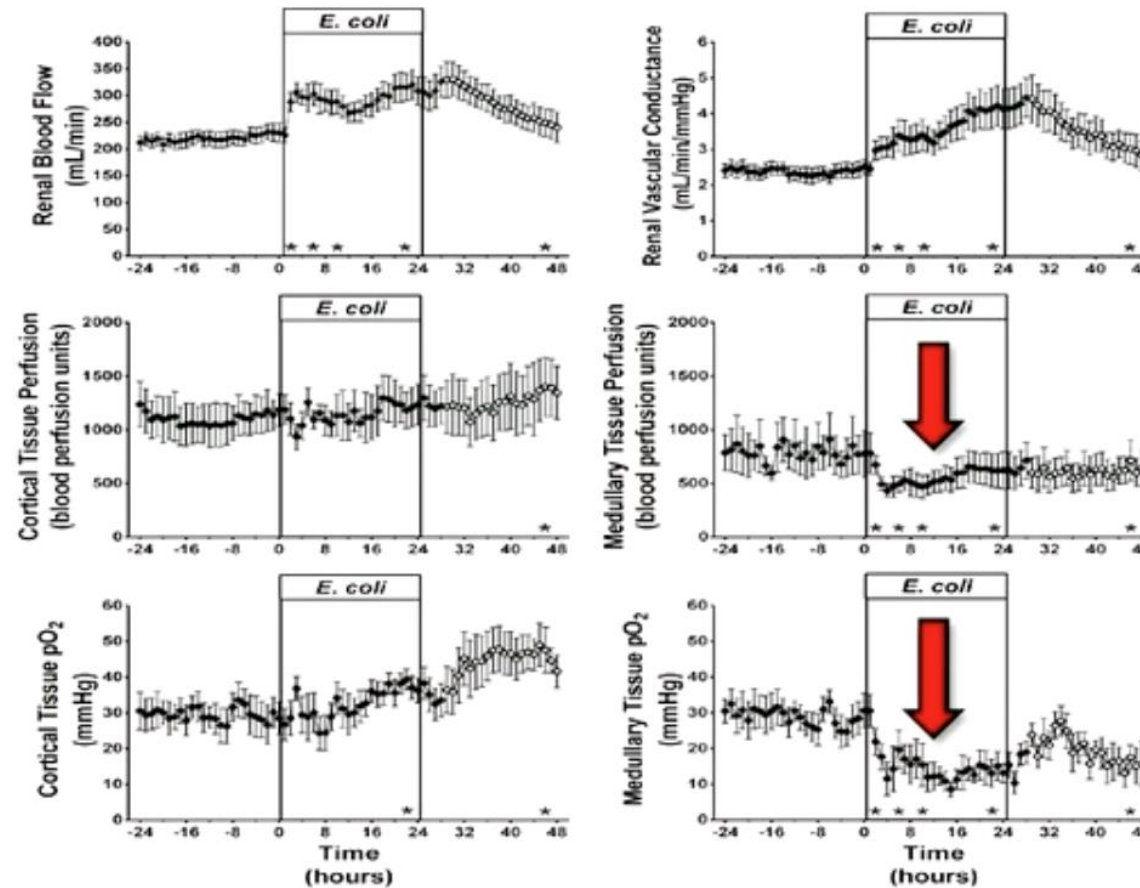 E. coli
Renal Blood Flow
(mL/min)
400
350
300
250
200
150
100
50
0
* * * * *
-24 -16 -8 0 8 16 24 32 40 48
E. coli
Renal Vascular Conductance
(mL/min/mmHg)
6
5
4
3
2
1
0
* * * * *
-24 -16 -8 0 8 16 24 32 40
E. coli
Cortical Tissue Perfusion
(blood perfusion units)
2000
1500
1000
500
0
*
-24 -16 -8 0 8 16 24 32 40 48
E. coli
Medullary Tissue Perfusion
(blood perfusion units)
2000
1500
1000
500
0
* * * * *
-24 -16 -8 0 8 16 24 32 40
E. coli
Cortical Tissue pO₂
(mmHg)
60
50
40
30
20
10
0
* *
-24 -16 -8 0 8 16 24 32 40 48
Time
(hours)
E. coli
Medullary Tissue pO₂
(mmHg)
60
50
40
30
20
10
0
* * * * *
-24 -16 -8 0 8 16 24 32 40
Time
(hours)